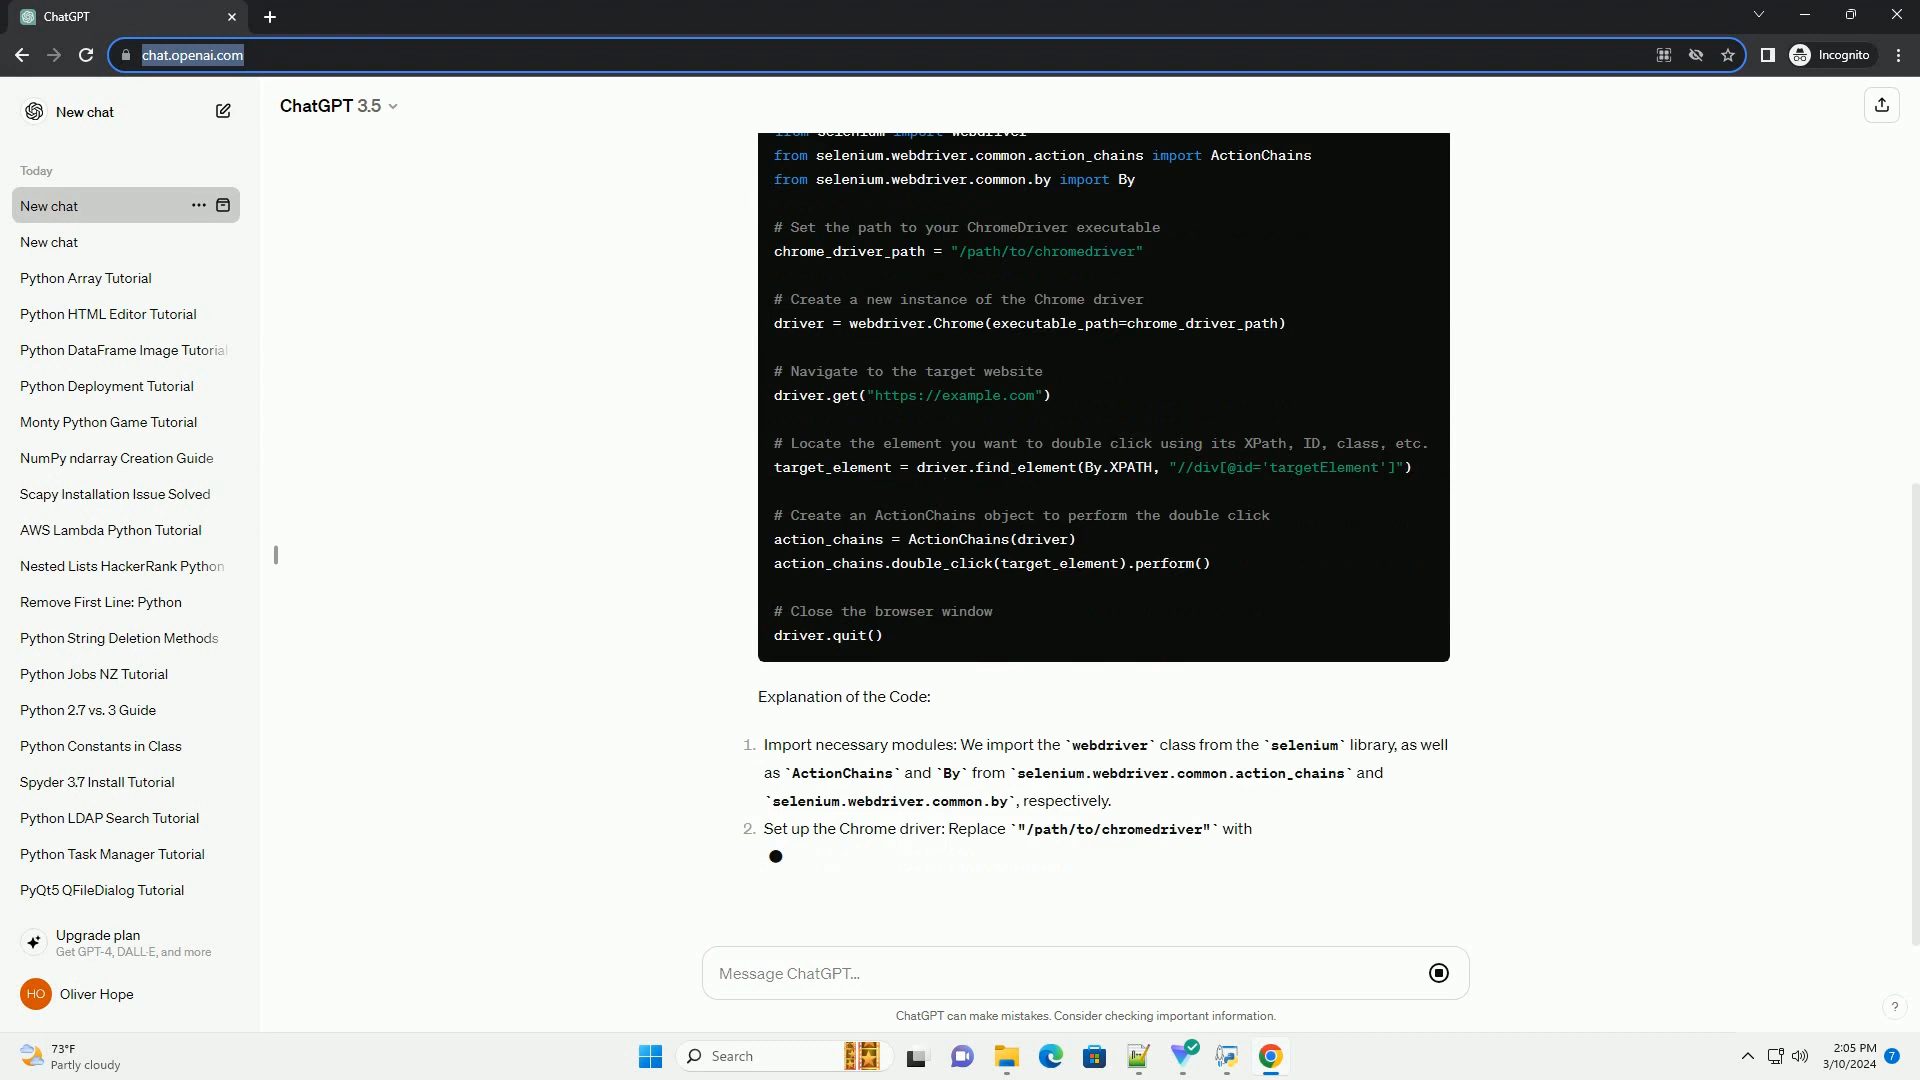 ChatGPT
chat.openai.com
Incognito
New chat
ChatGPT 3.5
Today
New chat
New chat
Python Array Tutorial
Python HTML Editor Tutorial
Python DataFrame Image Tutorial
Python Deployment Tutorial
Monty Python Game Tutorial
NumPy ndarray Creation Guide
Scapy Installation Issue Solved
AWS Lambda Python Tutorial
Nested Lists HackerRank Python
Remove First Line: Python
Python String Deletion Methods
Python Jobs NZ Tutorial
Python 2.7 vs. 3 Guide
Python Constants in Class
Spyder 3.7 Install Tutorial
Python LDAP Search Tutorial
Python Task Manager Tutorial
PyQt5 QFileDialog Tutorial
Upgrade plan
Get GPT-4, DALL·E, and more
HO Oliver Hope
from selenium import webdriver
from selenium.webdriver.common.action_chains import ActionChains
from selenium.webdriver.common.by import By
# Set the path to your ChromeDriver executable
chrome_driver_path = "/path/to/chromedriver"
# Create a new instance of the Chrome driver
driver = webdriver.Chrome(executable_path=chrome_driver_path)
# Navigate to the target website
driver.get("https://example.com")
# Locate the element you want to double click using its XPath, ID, class, etc.
target_element = driver.find_element(By.XPATH, "//div[@id='targetElement']")
# Create an ActionChains object to perform the double click
action_chains = ActionChains(driver)
action_chains.double_click(target_element).perform()
# Close the browser window
driver.quit()
Explanation of the Code:
1. Import necessary modules: We import the `webdriver` class from the `selenium` library, as well
as `ActionChains` and `By` from `selenium.webdriver.common.action_chains` and
`selenium.webdriver.common.by`, respectively.
2. Set up the Chrome driver: Replace `"/path/to/chromedriver"` with
Message ChatGPT...
ChatGPT can make mistakes. Consider checking important information.
?
73°F
Partly cloudy
Search
2:05 PM
3/10/2024
7